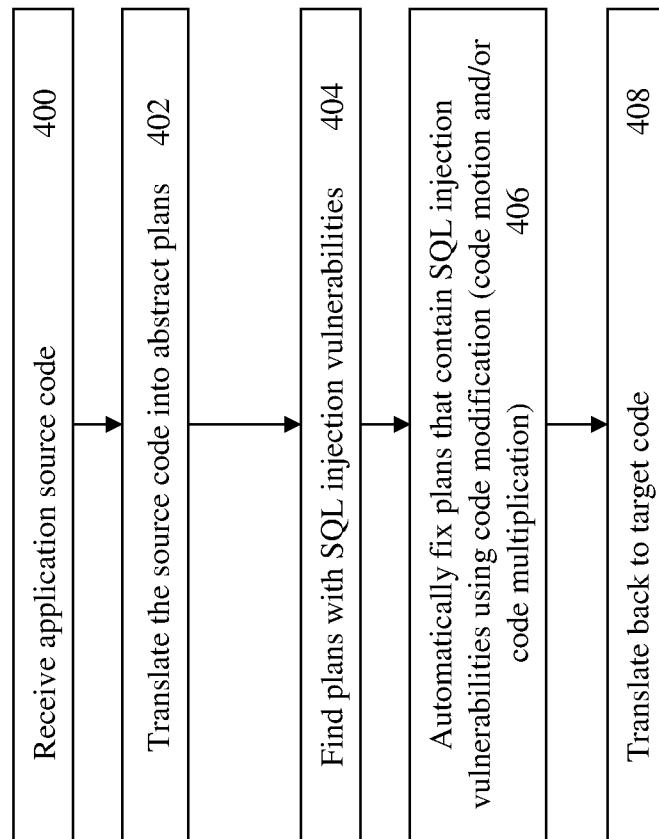 Receive application source code 400
Translate the source code into abstract plans 402
Find plans with SQL injection vulnerabilities 404
Automatically fix plans that contain SQL injection
vulnerabilities using code modification (code motion and/or
code multiplication) 406
Translate back to target code 408